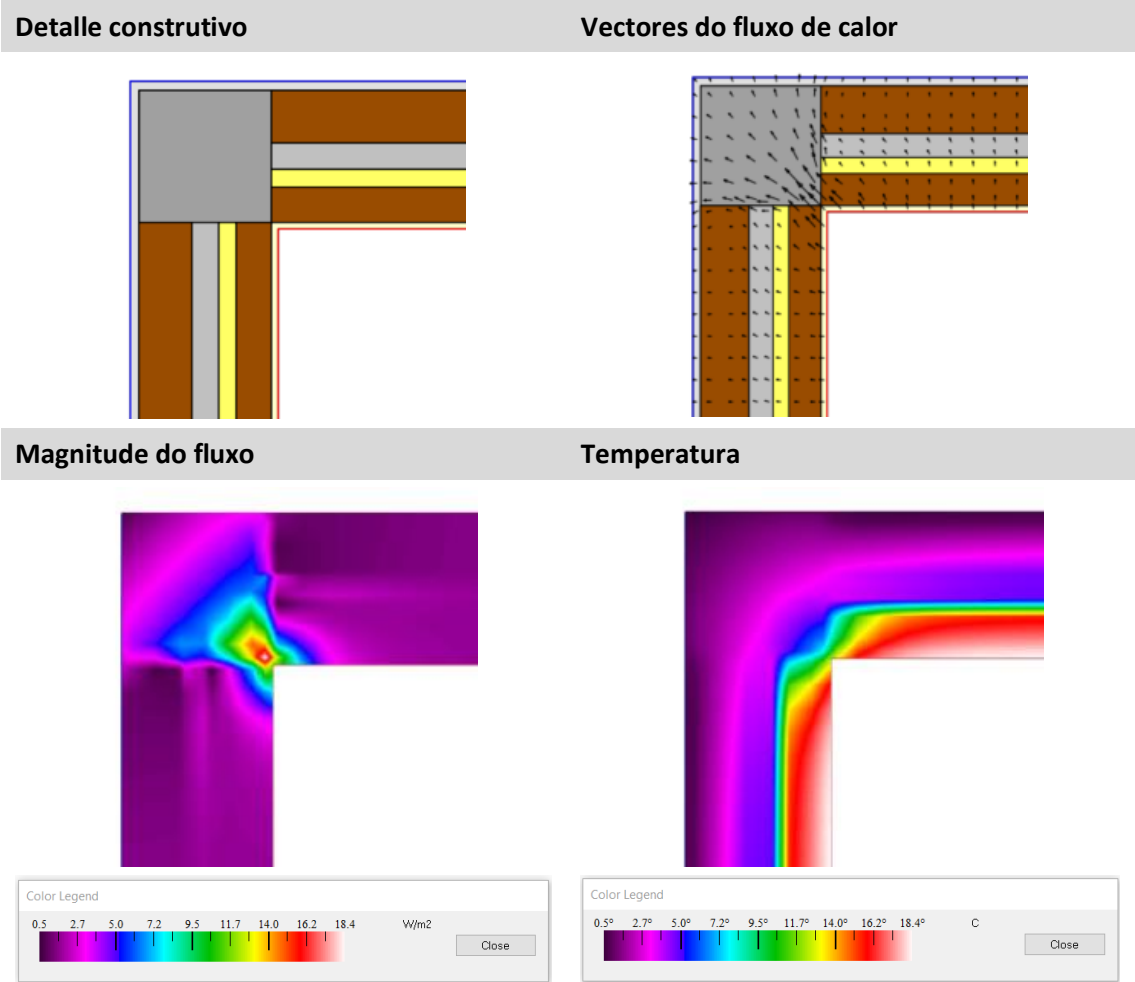 Detalle construtivo
Vectores do fluxo de calor
Magnitude do fluxo
Temperatura
Color Legend
0.5 2.7 5.0 7.2 9.5 11.7 14.0 16.2 18.4 W/m2
Close
Color Legend
0.5° 2.7° 5.0° 7.2° 9.5° 11.7° 14.0° 16.2° 18.4° C
Close